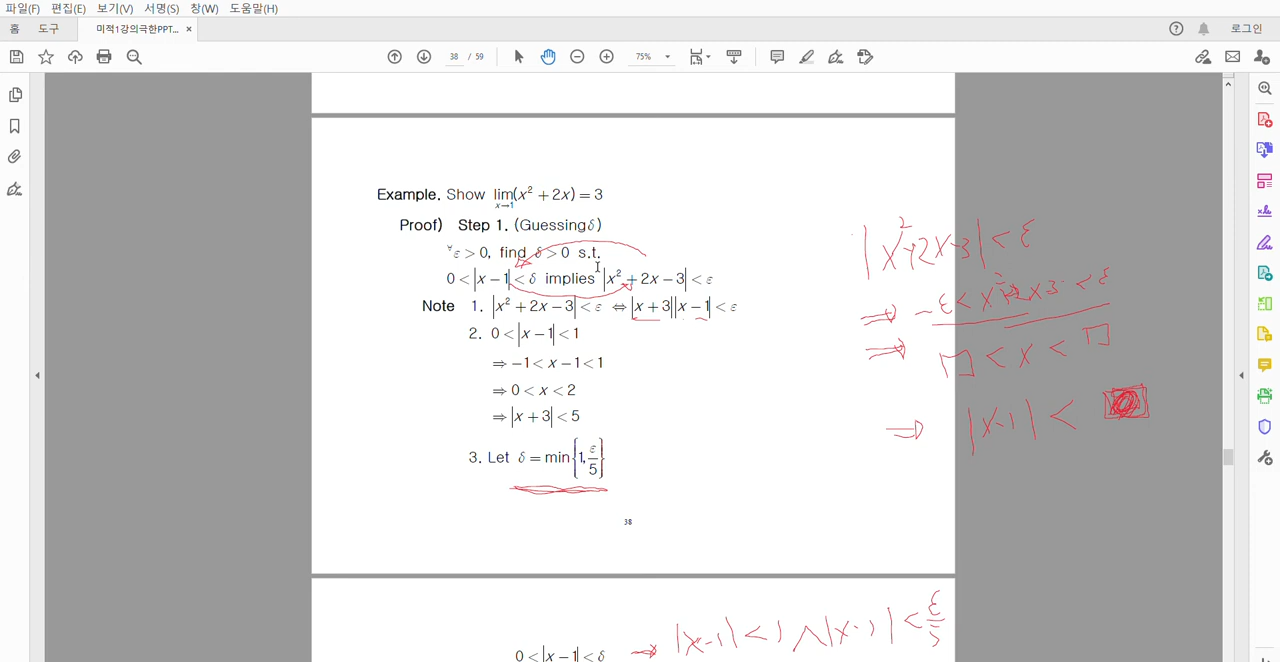 파일(F) 편집(E) 보기(V) 서명(S) 창(W) 도움말(H)
홈 도구 미적1강의극한PPT... × 로그인
38 / 59 75%
Example. Show lim(x² + 2x) = 3
x→1
Proof) Step 1. (Guessing δ)
∀ε > 0, find δ > 0 s.t.
0 < |x − 1| < δ implies |x² + 2x − 3| < ε
Note 1. |x² + 2x − 3| < ε ⇔ |x + 3||x − 1| < ε
2. 0 < |x − 1| < 1
⇒ −1 < x − 1 < 1
⇒ 0 < x < 2
⇒ |x + 3| < 5
3. Let δ = min{1, ε/5}
38
|x²+2x-3| < ε
⇒ -ε < x²+2x-3 < ε
⇒ □ < x < □
⇒ |x-1| <
0 < |x − 1| < δ → |x-1| < 1 ∧ |x-1| < ε/5